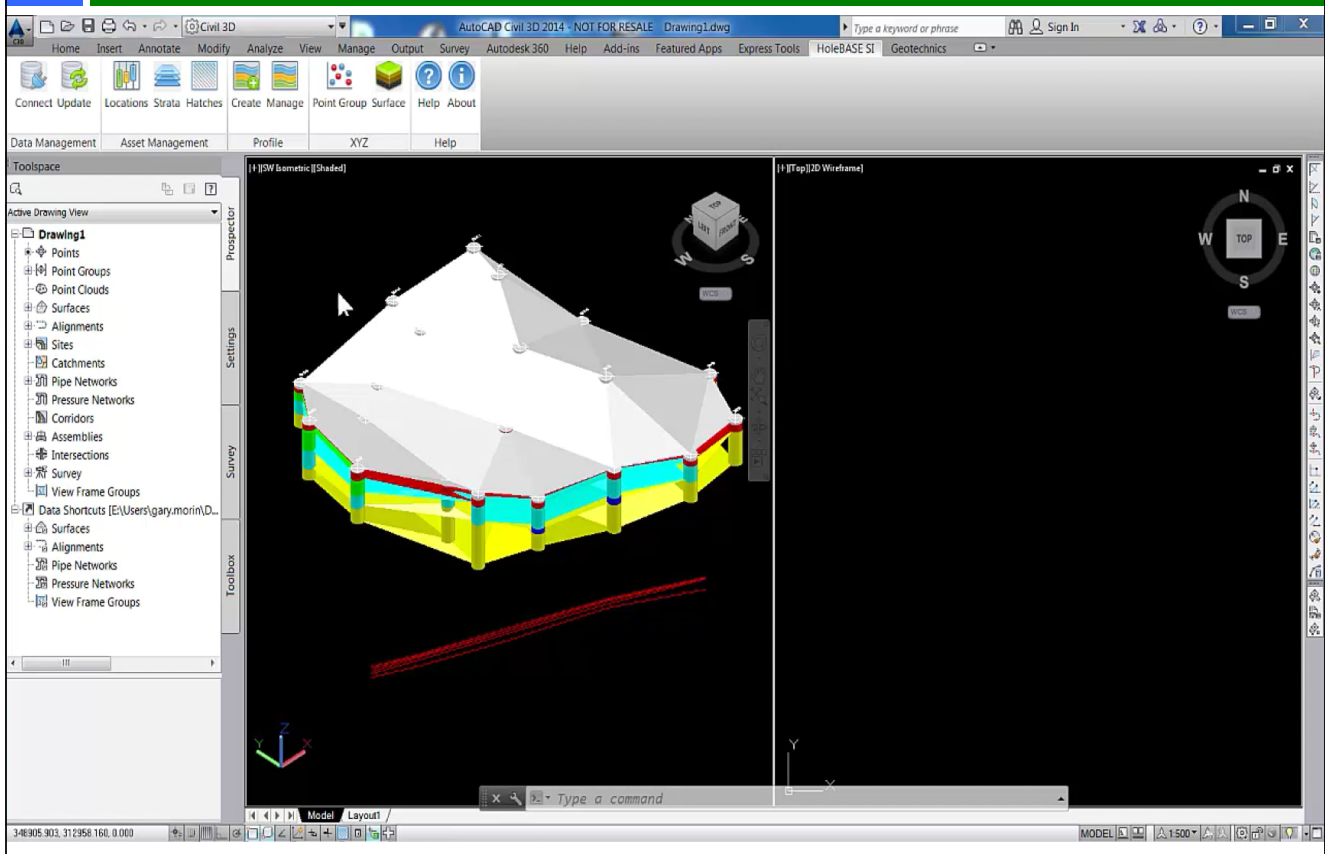 Civil 3D
AutoCAD Civil 3D 2014 - NOT FOR RESALE Drawing1.dwg
Type a keyword or phrase
Sign In
Home Insert Annotate Modify Analyze View Manage Output Survey Autodesk 360 Help Add-ins Featured Apps Express Tools HoleBASE SI Geotechnics
Connect Update Locations Strata Hatches Create Manage Point Group Surface Help About
Data Management Asset Management Profile XYZ Help
Toolspace
Active Drawing View
Drawing1
Points
Point Groups
Point Clouds
Surfaces
Alignments
Sites
Catchments
Pipe Networks
Pressure Networks
Corridors
Assemblies
Intersections
Survey
View Frame Groups
Data Shortcuts [E:\Users\gary.morin\D...
Surfaces
Alignments
Pipe Networks
Pressure Networks
View Frame Groups
Prospector
Settings
Survey
Toolbox
[+][SW Isometric][Shaded]
TOP
LEFT
FRONT
W
S
WCS
Z
Y
X
[+][Top][2D Wireframe]
N
W TOP E
S
WCS
Y
X
Type a command
Model Layout1
348905.903, 312958.160, 0.000
MODEL
1:500